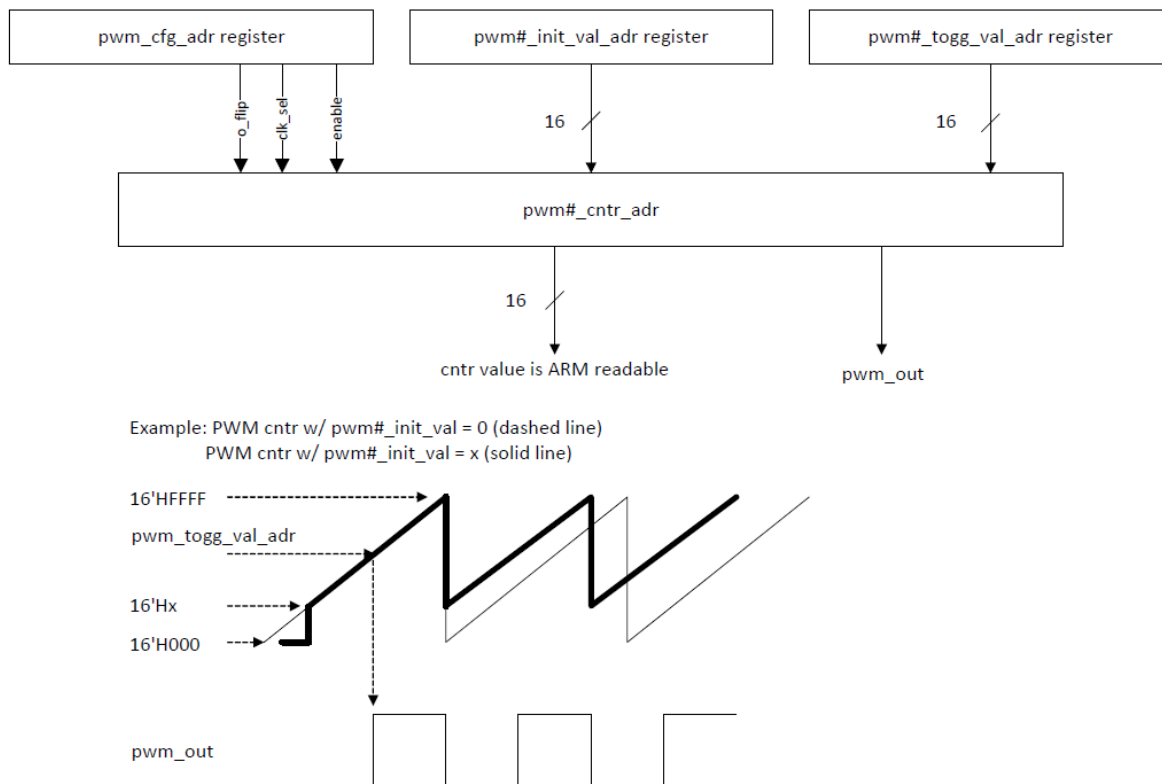 pwm_cfg_adr register
pwm#_init_val_adr register
pwm#_togg_val_adr register
o_flip
clk_sel
enable
16
16
pwm#_cntr_adr
16
cntr value is ARM readable
pwm_out
Example: PWM cntr w/ pwm#_init_val = 0 (dashed line)
PWM cntr w/ pwm#_init_val = x (solid line)
16'HFFFF
pwm_togg_val_adr
16'Hx
16'H000
pwm_out